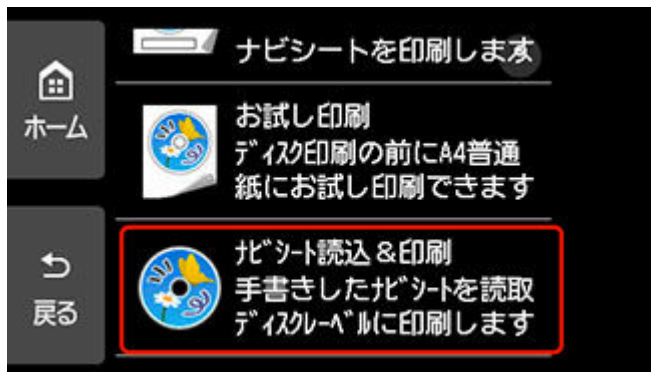 ナビシートを印刷します
ホーム
お試し印刷
ディスク印刷の前にA4普通
紙にお試し印刷できます
戻る
ナビシート読込&印刷
手書きしたナビシートを読取
ディスクレーベルに印刷します